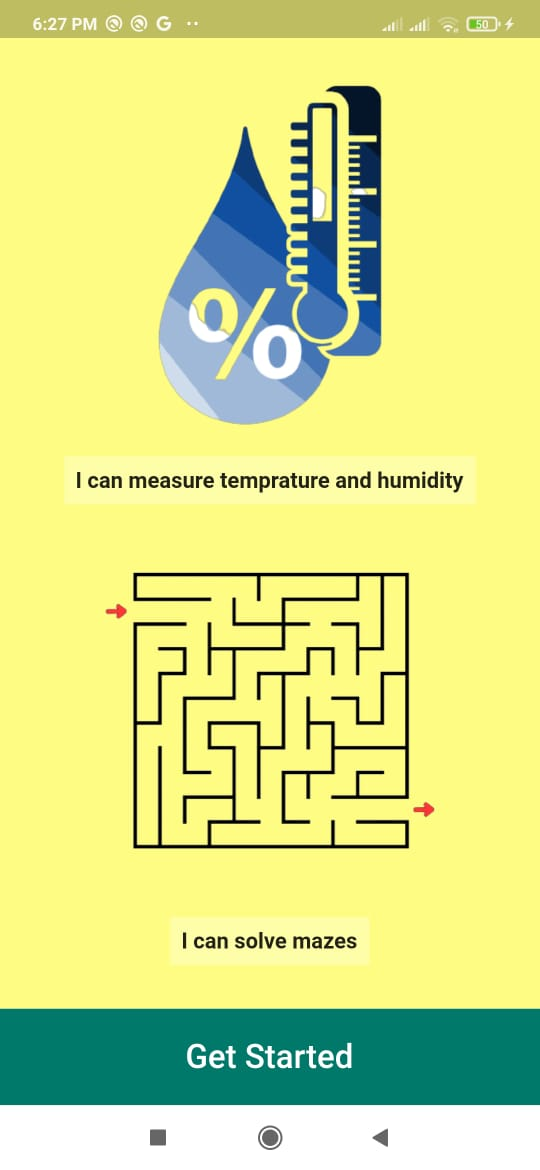 6:27 PM
50
%
I can measure temprature and humidity
I can solve mazes
Get Started